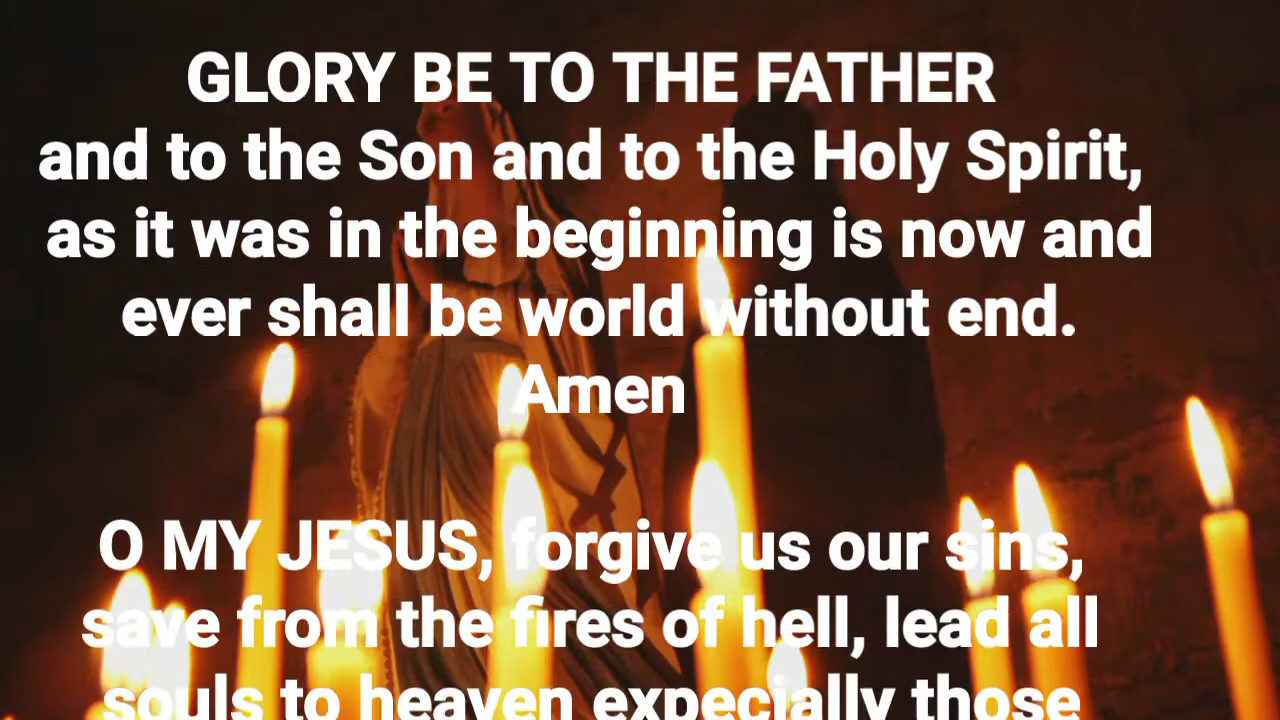 GLORY BE TO THE FATHER
and to the Son and to the Holy Spirit,
as it was in the beginning is now and
ever shall be world without end.
Amen
O MY JESUS, forgive us our sins,
save from the fires of hell, lead all
souls to heaven expecially those